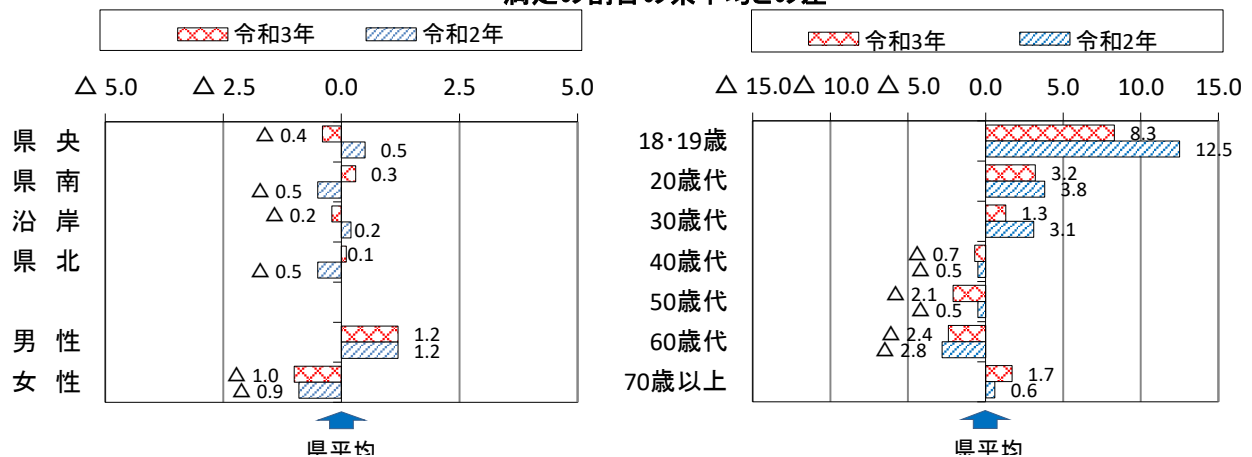 令和3年 令和2年
△ 5.0 △ 2.5 0.0 2.5 5.0
県 央 △ 0.4 0.5
県 南 0.3 △ 0.5
沿 岸 △ 0.2 0.2
県 北 0.1 △ 0.5
男 性 1.2 1.2
女 性 △ 1.0 △ 0.9
県平均
令和3年 令和2年
△ 15.0 △ 10.0 △ 5.0 0.0 5.0 10.0 15.0
18・19歳 8.3 12.5
20歳代 3.2 3.8
30歳代 1.3 3.1
40歳代 △ 0.7 △ 0.5
50歳代 △ 2.1 △ 0.5
60歳代 △ 2.4 △ 2.8
70歳以上 1.7 0.6
県平均